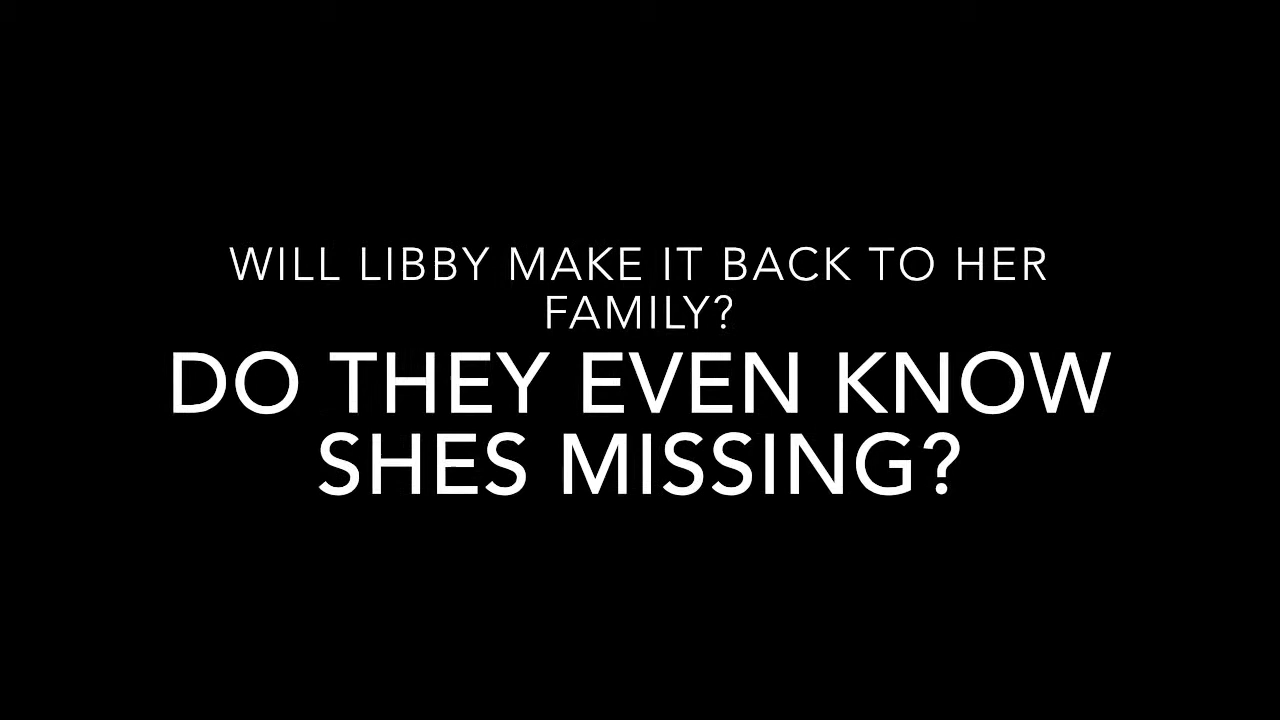 WILL LIBBY MAKE IT BACK TO HER
FAMILY?
DO THEY EVEN KNOW
SHES MISSING?